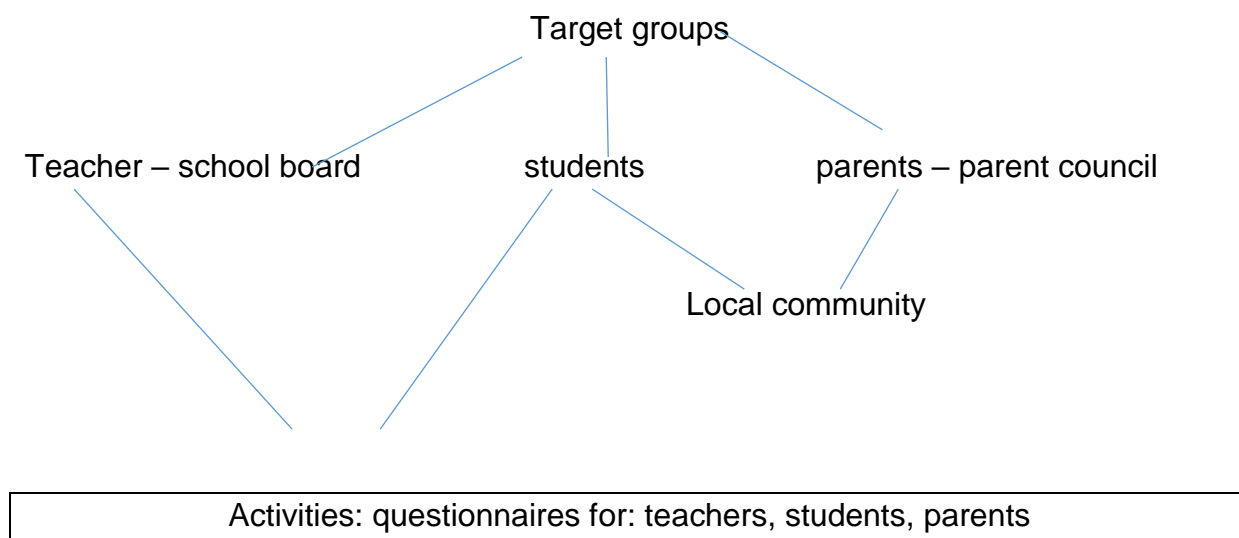 Target groups
Teacher – school board students parents – parent council
Local community
Activities: questionnaires for: teachers, students, parents